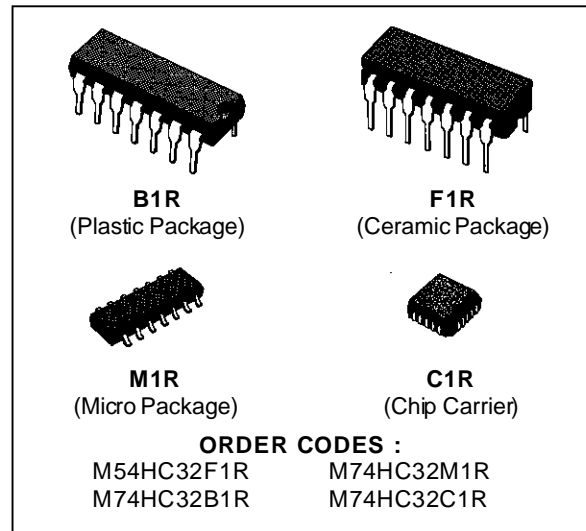 B1R
(Plastic Package)
F1R
(Ceramic Package)
M1R
(Micro Package)
C1R
(Chip Carrier)
ORDER CODES :
M54HC32F1R M74HC32M1R
M74HC32B1R M74HC32C1R